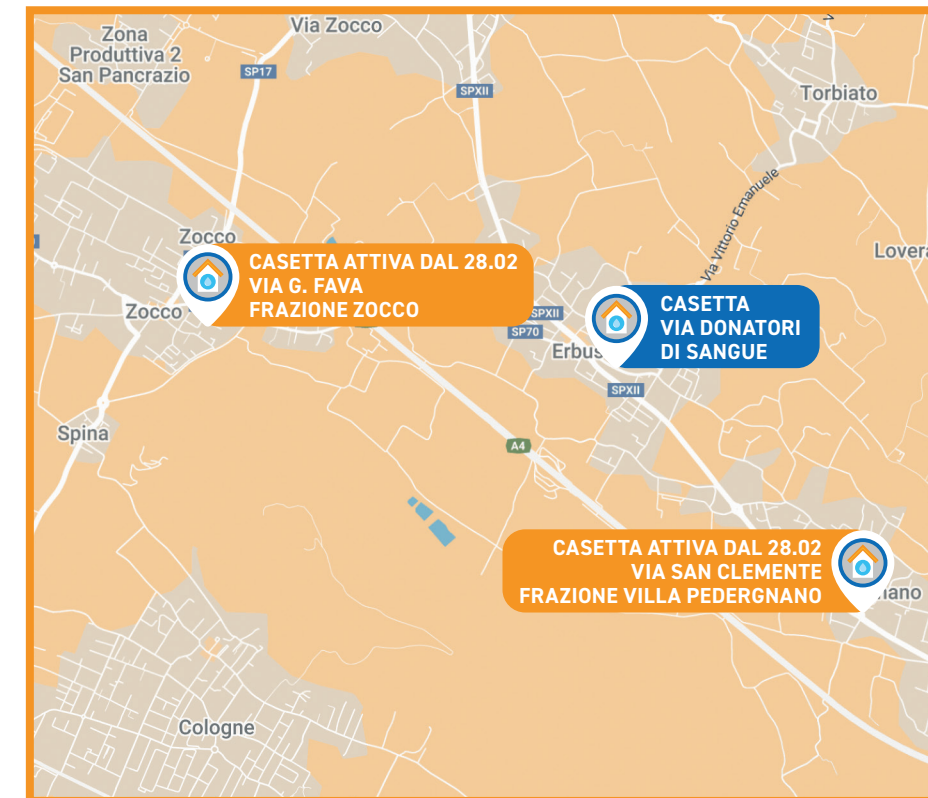 Zona
Produttiva 2
San Pancrazio
Via Zocco
SP17
SPXII
Torbiato
Via Vittorio Emanuele
Zocco
Lovera
CASETTA ATTIVA DAL 28.02
VIA G. FAVA
FRAZIONE ZOCCO
Zocco
CASETTA
VIA DONATORI
DI SANGUE
SPXII
SP70
Erbus
SPXII
Spina
A4
CASETTA ATTIVA DAL 28.02
VIA SAN CLEMENTE
FRAZIONE VILLA PEDERGNANO
nano
Cologne